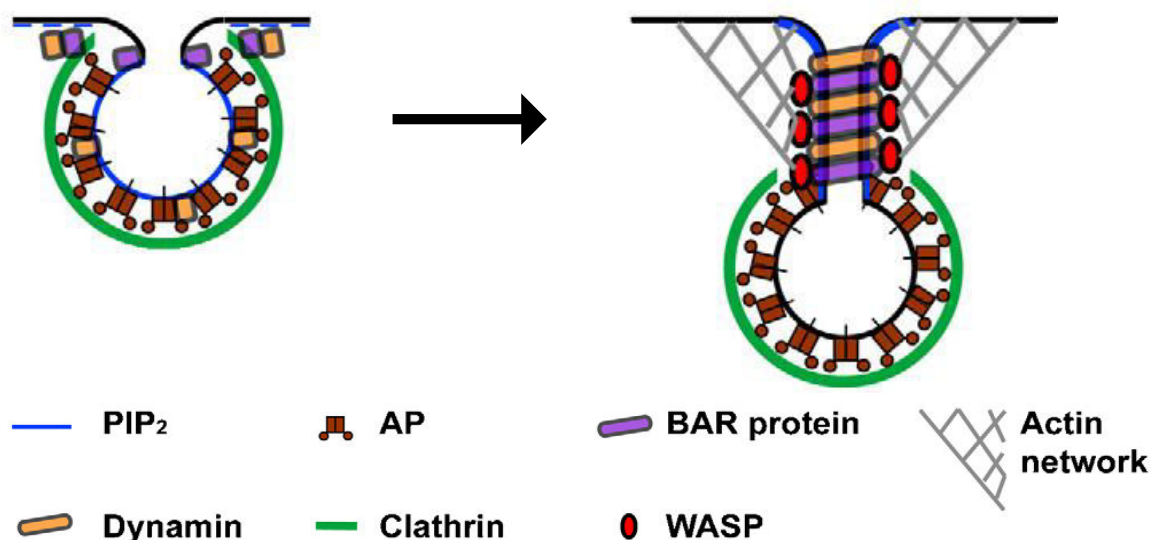 PIP₂
AP
BAR protein
Actin
network
Dynamin
Clathrin
WASP